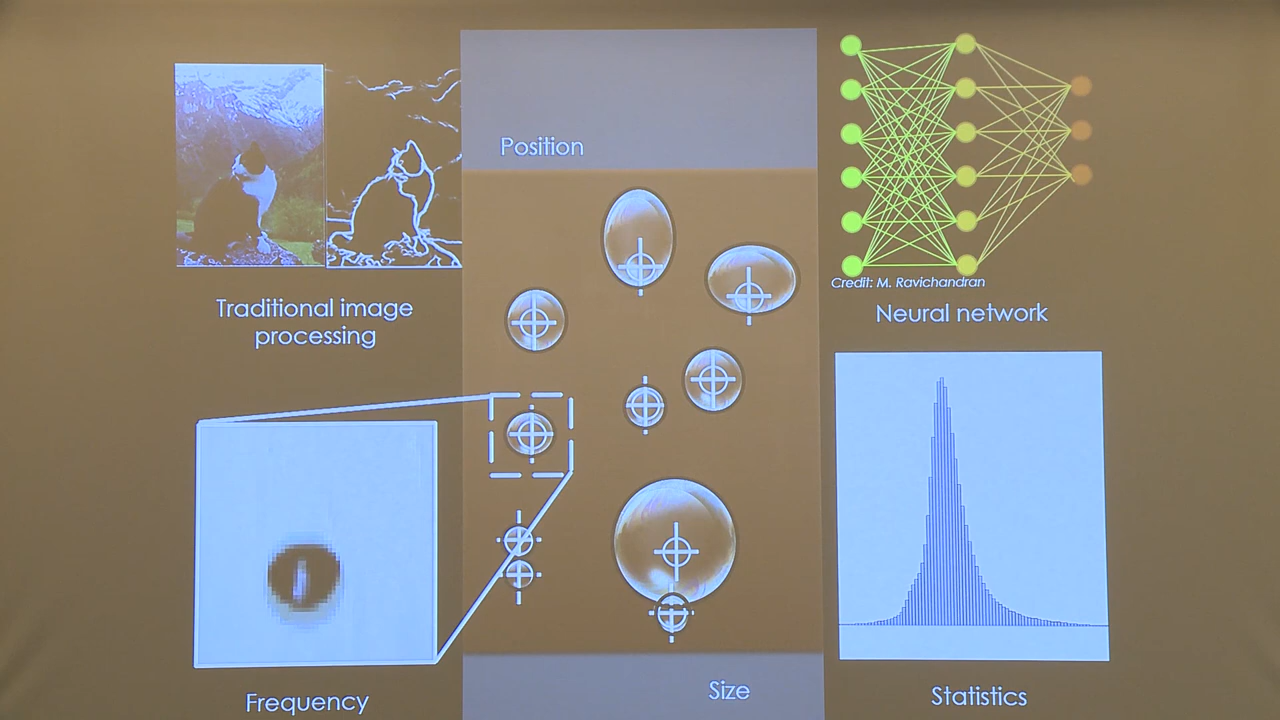 Position
Traditional image
processing
Credit: M. Ravichandran
Neural network
Frequency
Size
Statistics